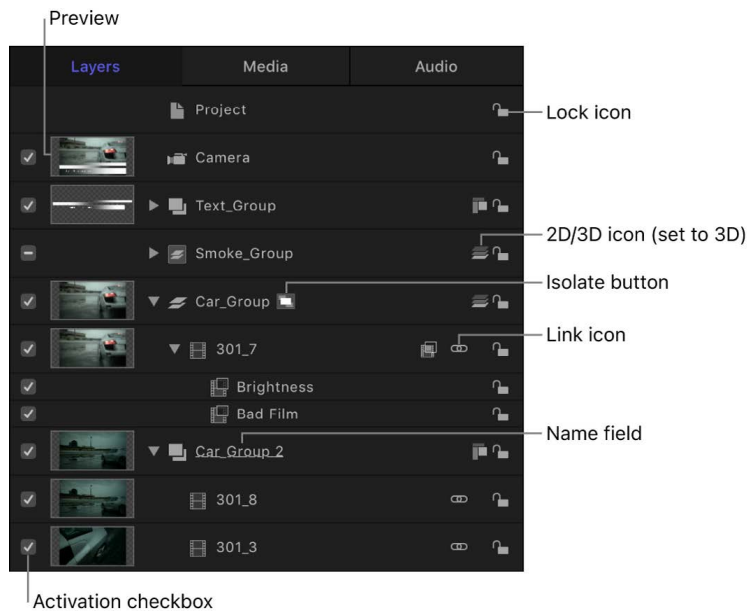 Preview
Layers Media Audio
Project
Lock icon
Camera
Text_Group
2D/3D icon (set to 3D)
Smoke_Group
Isolate button
Car_Group
Link icon
301_7
Brightness
Bad Film
Name field
Car_Group 2
301_8
301_3
Activation checkbox